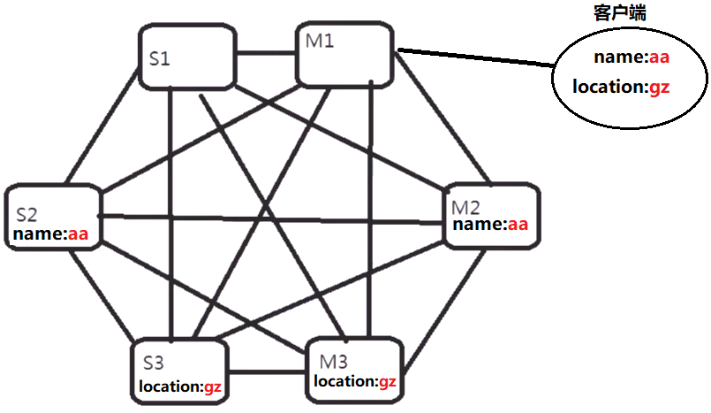 客户端
name:aa
location:gz
S1
M1
S2
name:aa
M2
name:aa
S3
location:gz
M3
location:gz